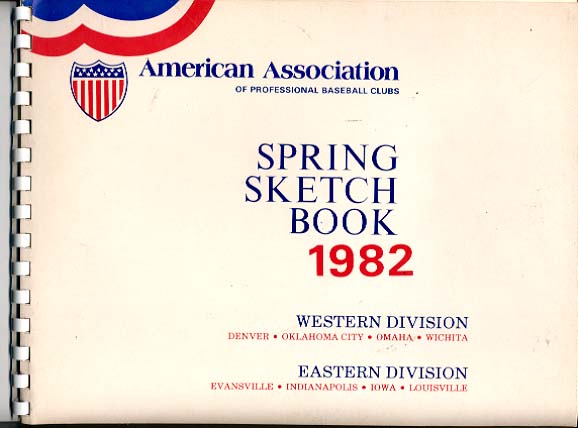 American Association
OF PROFESSIONAL BASEBALL CLUBS
SPRING
SKETCH
BOOK
1982
WESTERN DIVISION
DENVER • OKLAHOMA CITY • OMAHA • WICHITA
EASTERN DIVISION
EVANSVILLE • INDIANAPOLIS • IOWA • LOUISVILLE